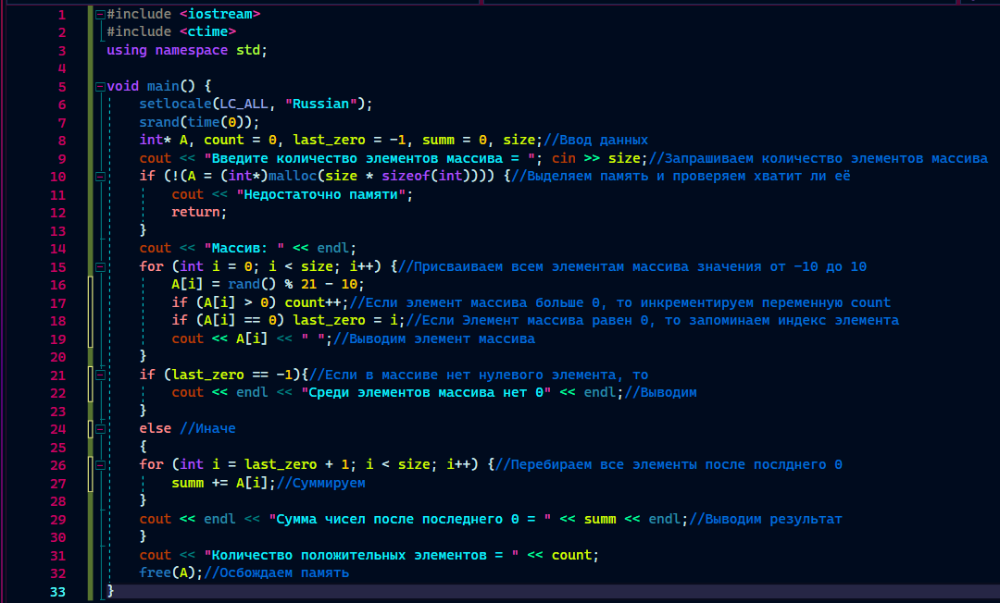 1 #include <iostream>
2 #include <ctime>
3 using namespace std;
4
5 void main() {
6 setlocale(LC_ALL, "Russian");
7 srand(time(0));
8 int* A, count = 0, last_zero = -1, summ = 0, size;//Ввод данных
9 cout << "Введите количество элементов массива = "; cin >> size;//Запрашиваем количество элементов массива
10 if (!(A = (int*)malloc(size * sizeof(int)))) {//Выделяем память и проверяем хватит ли её
11 cout << "Недостаточно памяти";
12 return;
13 }
14 cout << "Массив: " << endl;
15 for (int i = 0; i < size; i++) {//Присваиваем всем элементам массива значения от -10 до 10
16 A[i] = rand() % 21 - 10;
17 if (A[i] > 0) count++;//Если элемент массива больше 0, то инкрементируем переменную count
18 if (A[i] == 0) last_zero = i;//Если Элемент массива равен 0, то запоминаем индекс элемента
19 cout << A[i] << " ";//Выводим элемент массива
20 }
21 if (last_zero == -1){//Если в массиве нет нулевого элемента, то
22 cout << endl << "Среди элементов массива нет 0" << endl;//Выводим
23 }
24 else //Иначе
25 {
26 for (int i = last_zero + 1; i < size; i++) {//Перебираем все элементы после послднего 0
27 summ += A[i];//Суммируем
28 }
29 cout << endl << "Сумма чисел после последнего 0 = " << summ << endl;//Выводим результат
30 }
31 cout << "Количество положительных элементов = " << count;
32 free(A);//Осбождаем память
33 }